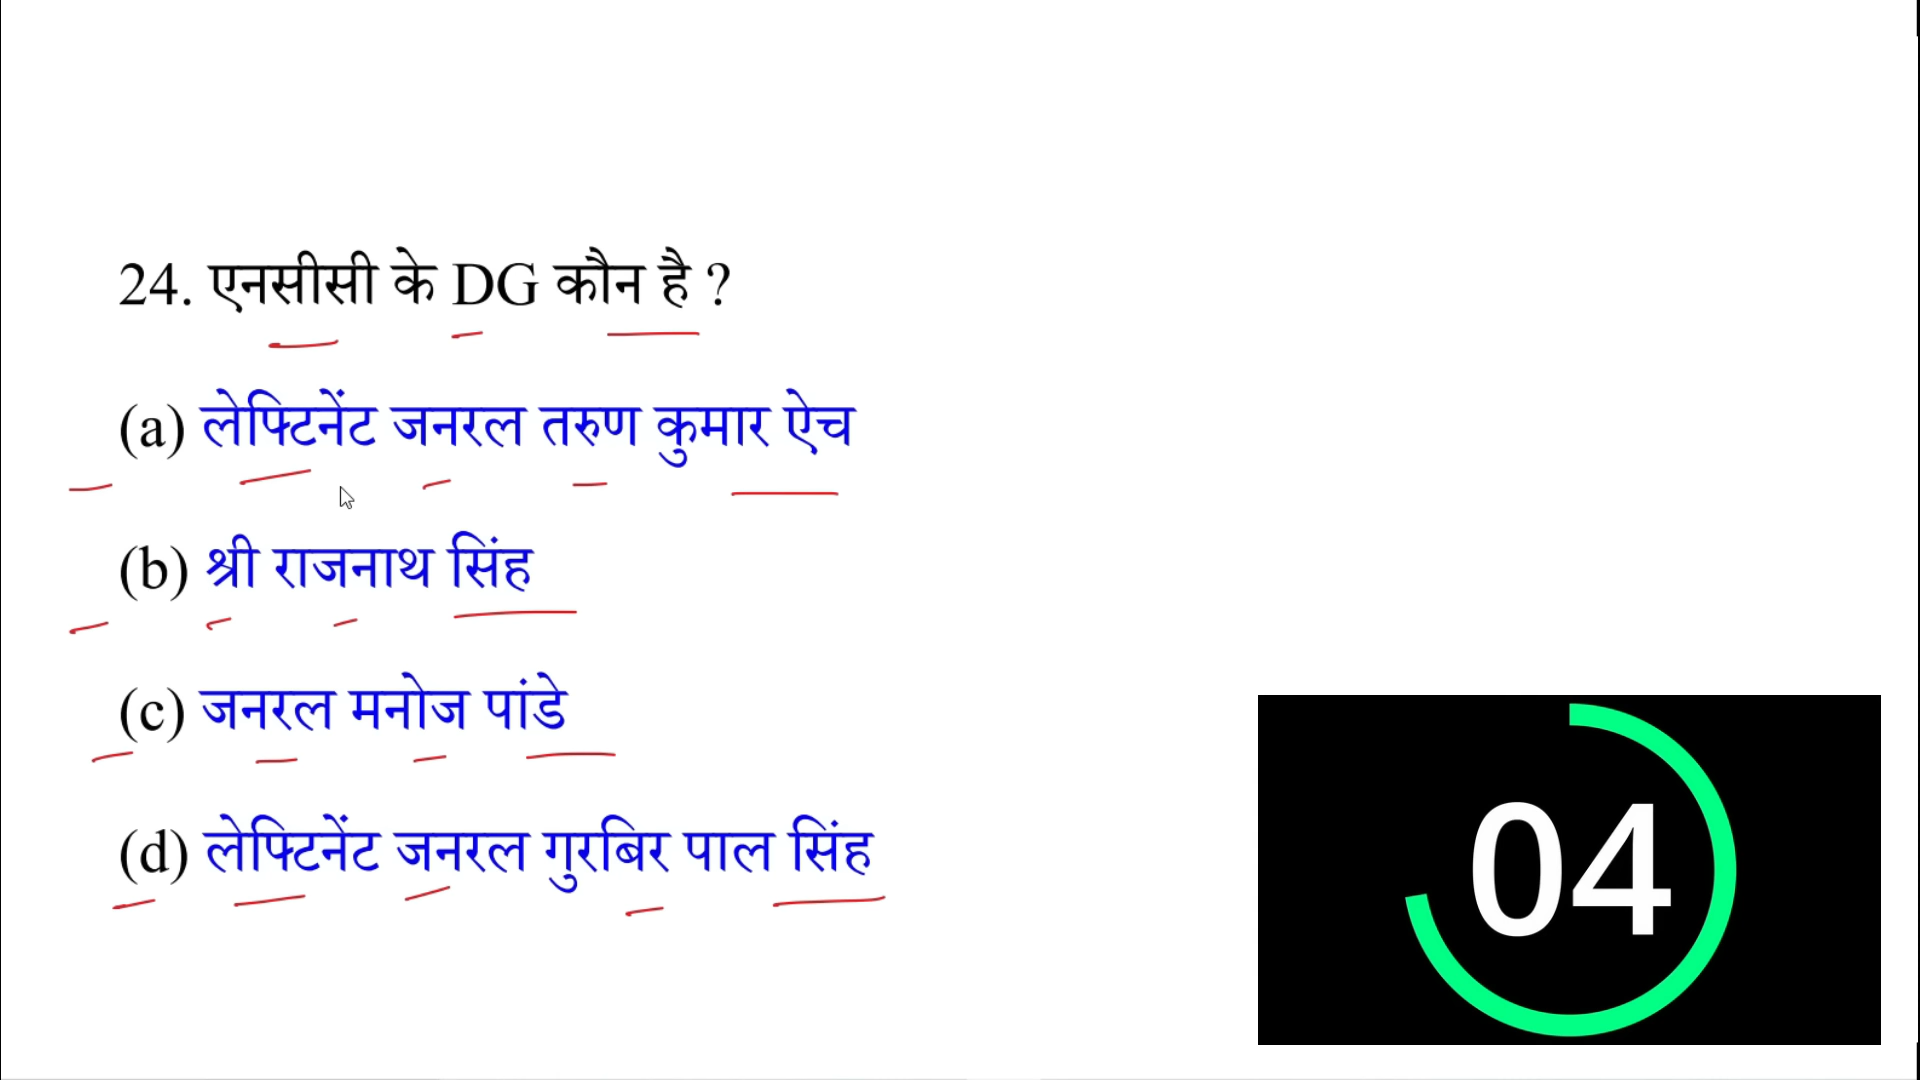 24. एनसीसी के DG कौन है ?
(a) लेफ्टिनेंट जनरल तरुण कुमार ऐच
(b) श्री राजनाथ सिंह
(c) जनरल मनोज पांडे
(d) लेफ्टिनेंट जनरल गुरबिर पाल सिंह
04